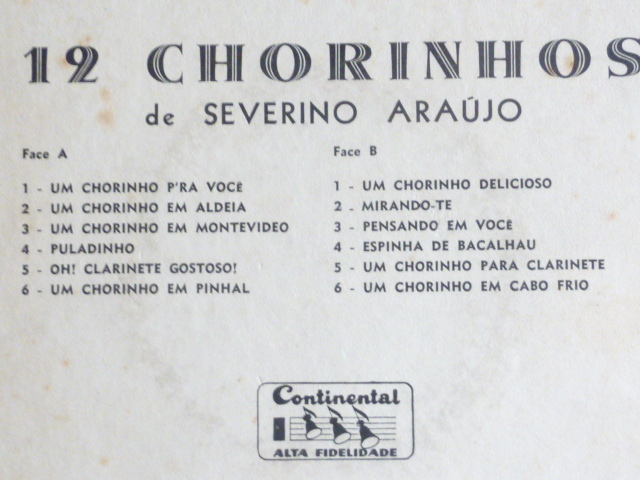 12 CHORINHOS
de SEVERINO ARAÚJO
Face A
1 - UM CHORINHO P'RA VOCÊ
2 - UM CHORINHO EM ALDEIA
3 - UM CHORINHO EM MONTEVIDEO
4 - PULADINHO
5 - OH! CLARINETE GOSTOSO!
6 - UM CHORINHO EM PINHAL
Face B
1 - UM CHORINHO DELICIOSO
2 - MIRANDO-TE
3 - PENSANDO EM VOCÊ
4 - ESPINHA DE BACALHAU
5 - UM CHORINHO PARA CLARINETE
6 - UM CHORINHO EM CABO FRIO
Continental
ALTA FIDELIDADE